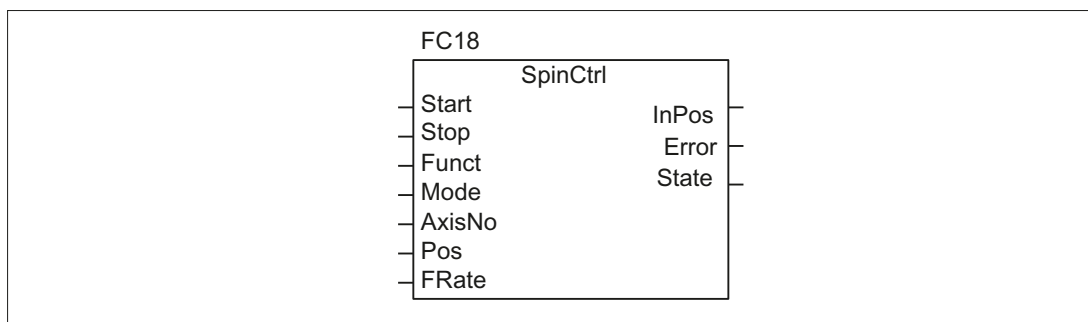 FC18
SpinCtrl
Start
Stop
Funct
Mode
AxisNo
Pos
FRate
InPos
Error
State